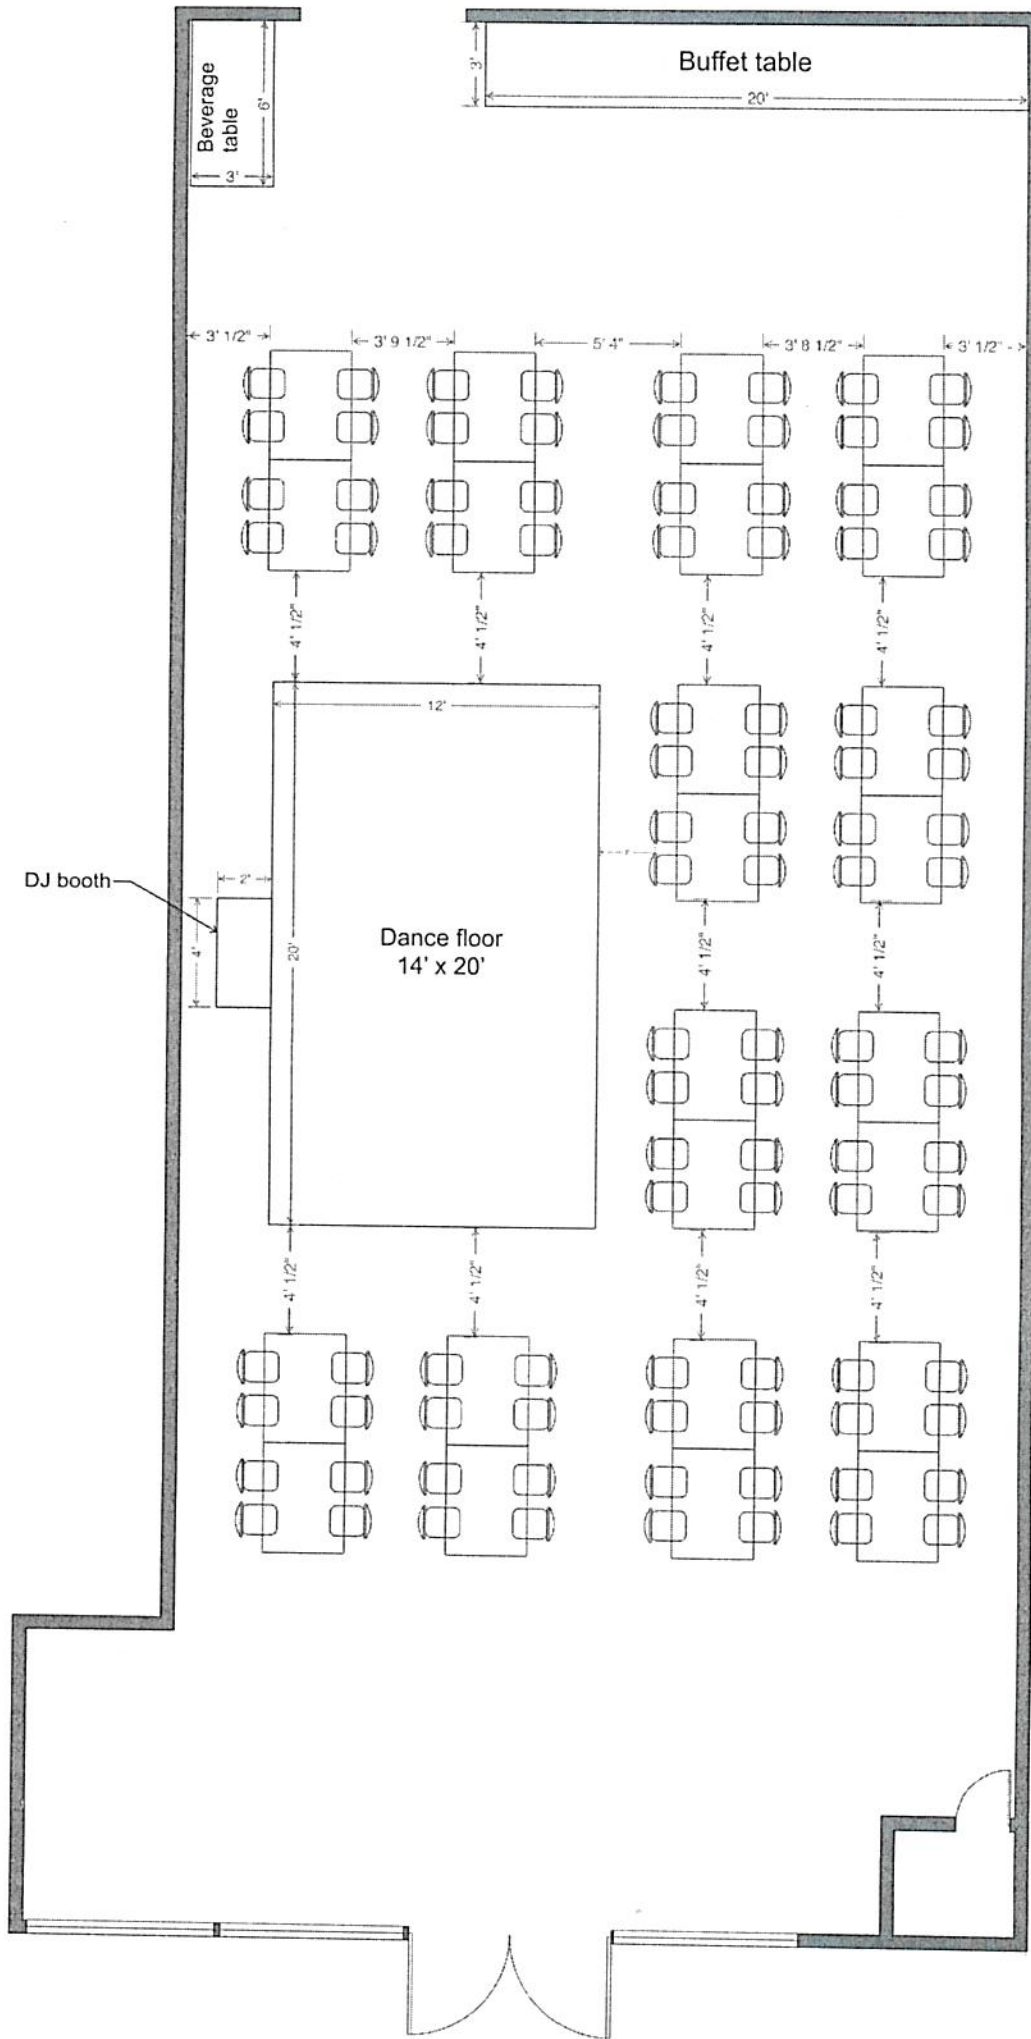 Buffet table
3'
20'
Beverage
table
6'
3'
3' 1/2"
3' 9 1/2"
5' 4"
3' 8 1/2"
3' 1/2"
4' 1/2"
4' 1/2"
4' 1/2"
4' 1/2"
12'
DJ booth
2'
4'
20'
Dance floor
14' x 20'
4' 1/2"
4' 1/2"
4' 1/2"
4' 1/2"
4' 1/2"
4' 1/2"